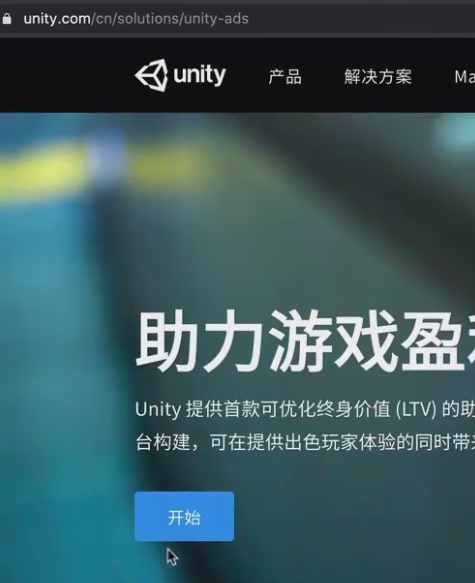 unity.com/cn/solutions/unity-ads
unity 产品 解决方案
助力游戏盈
Unity 提供首款可优化终身价值 (LTV) 的助
台构建，可在提供出色玩家体验的同时带
开始